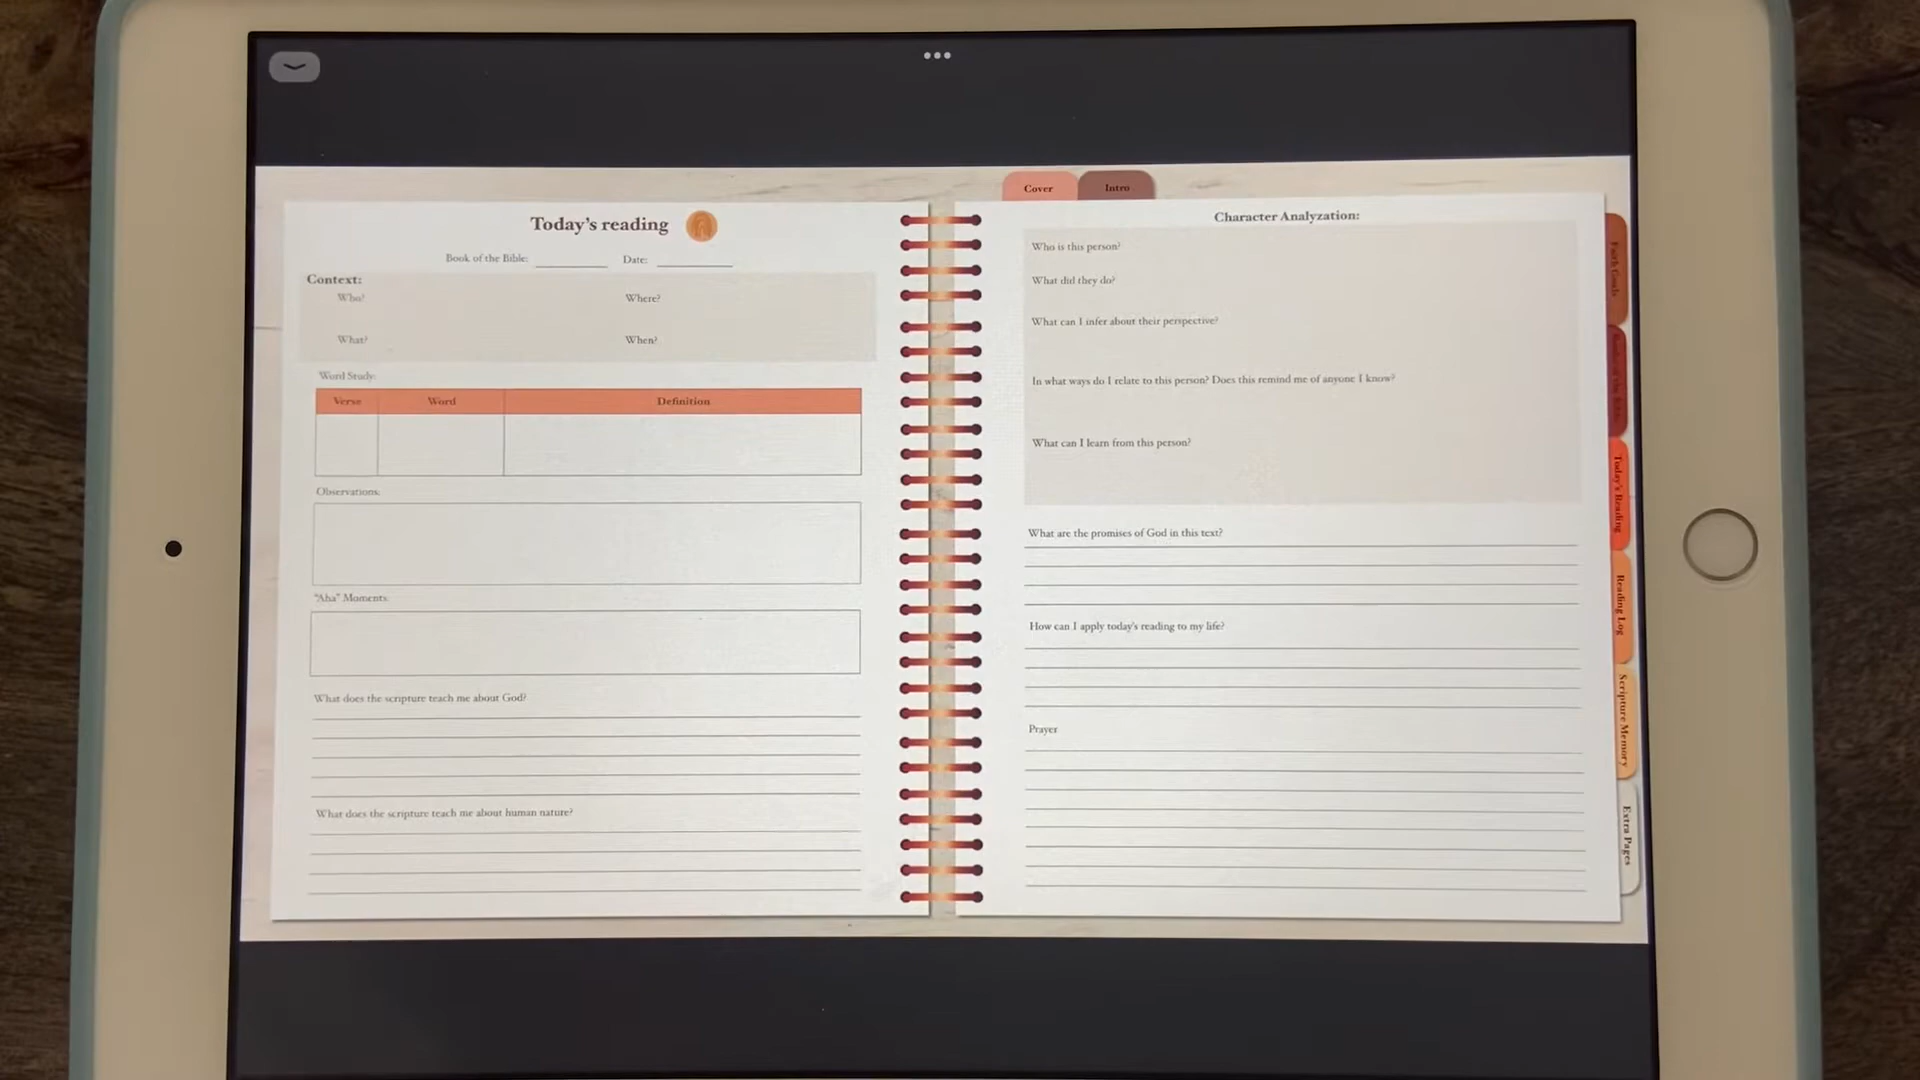 Cover
Intro
Today's reading
Book of the Bible:
Date:
Context:
Who?
Where?
What?
When?
Word Study:
Verse
Word
Definition
Observations:
"Aha" Moments:
What does the scripture teach me about God?
What does the scripture teach me about human nature?
Character Analyzation:
Who is this person?
What did they do?
What can I infer about their perspective?
In what ways do I relate to this person? Does this remind me of anyone I know?
What can I learn from this person?
What are the promises of God in this text?
How can I apply today's reading to my life?
Prayer
Faith Goals
Today's Reading
Reading Log
Scripture Memory
Extra Pages